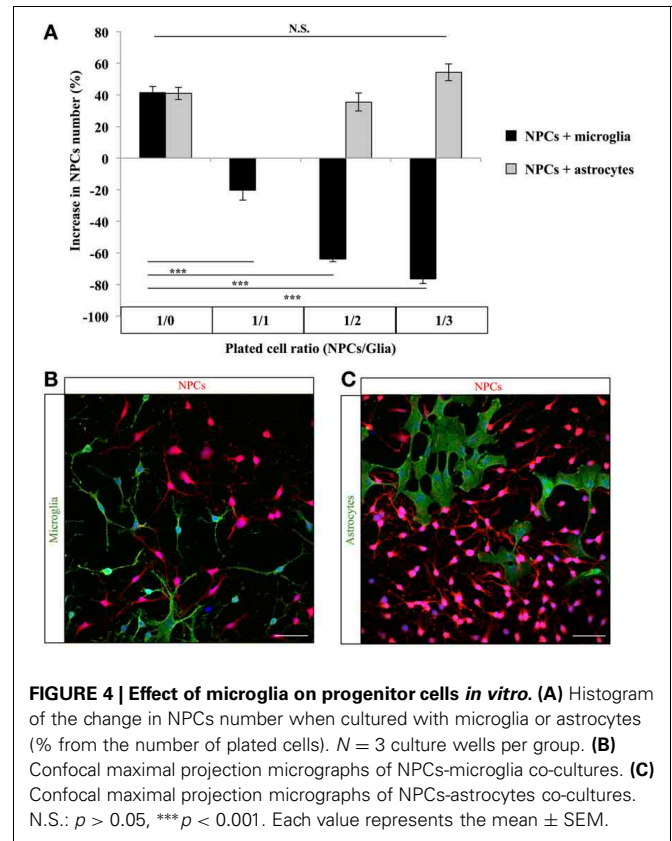 A
N.S.
80
60
40
20
0
-20
-40
-60
-80
-100
Increase in NPCs number (%)
NPCs + microglia
NPCs + astrocytes
***
***
***
1/0 1/1 1/2 1/3
Plated cell ratio (NPCs/Glia)
B
NPCs
Microglia
C
NPCs
Astrocytes
FIGURE 4 | Effect of microglia on progenitor cells in vitro. (A) Histogram
of the change in NPCs number when cultured with microglia or astrocytes
(% from the number of plated cells). N = 3 culture wells per group. (B)
Confocal maximal projection micrographs of NPCs-microglia co-cultures. (C)
Confocal maximal projection micrographs of NPCs-astrocytes co-cultures.
N.S.: p > 0.05, ***p < 0.001. Each value represents the mean ± SEM.